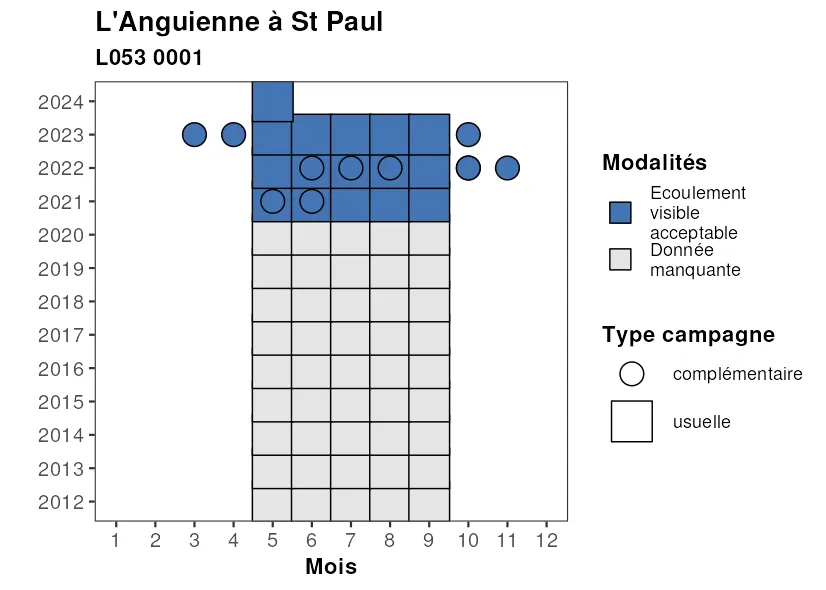 L'Anguienne à St Paul
L053 0001
2024
2023
2022
2021
2020
2019
2018
2017
2016
2015
2014
2013
2012
1 2 3 4 5 6 7 8 9 10 11 12
Mois
Modalités
Ecoulement
visible
acceptable
Donnée
manquante
Type campagne
complémentaire
usuelle